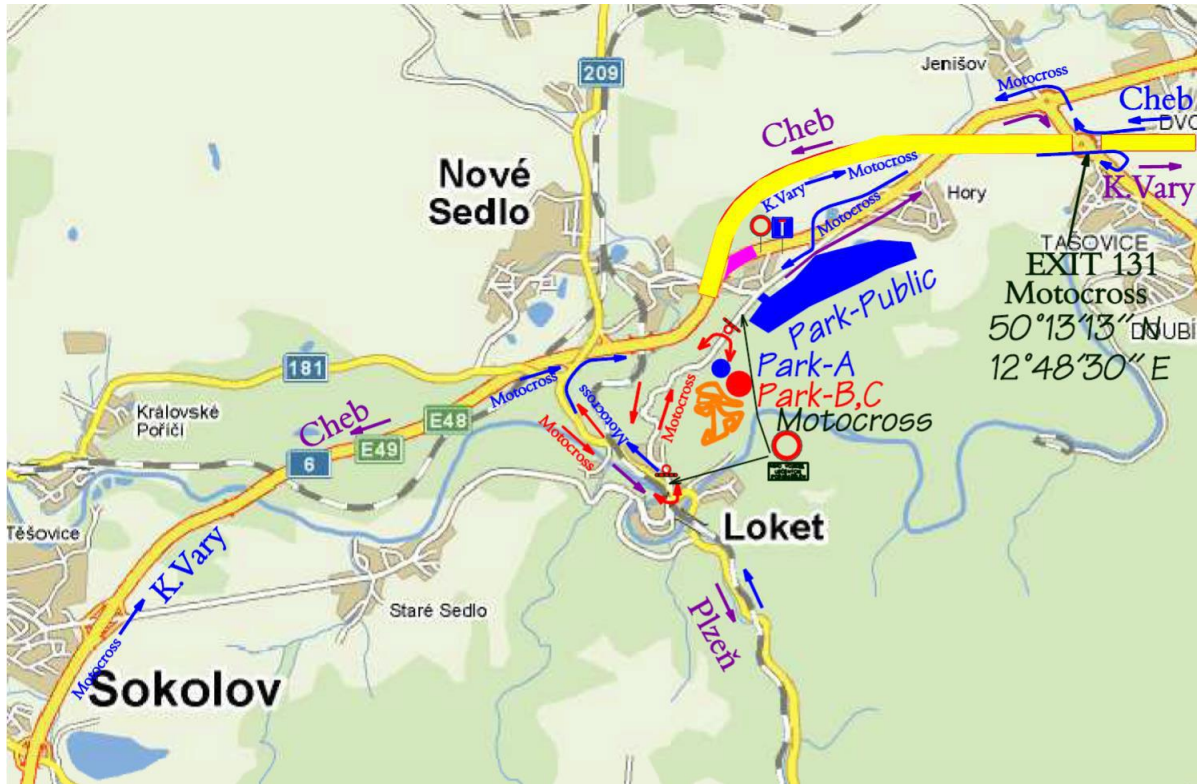 209
Jenišov
Motocross
Cheb
DVO
Cheb
K.Vary
Motocross
K.Vary
Nové
Sedlo
Hory
Motocross
TAŠOVICE
EXIT 131
Motocross
50°13'13" N
12°48'30" E
DOUBI
Park-Public
Park-A
Park-B,C
Motocross
181
Motocross
Královské
Poříčí
Cheb
E48
E49
6
Motocross
Motocross
Motocross
Loket
Těšovice
K.Vary
Staré Sedlo
Plzeň
Motocross
Sokolov